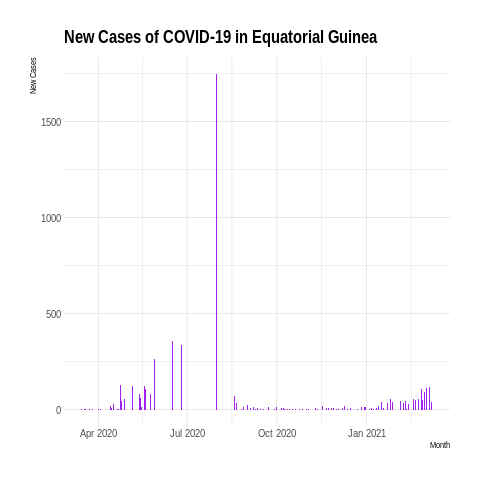 New Cases of COVID-19 in Equatorial Guinea
New Cases
1500
1000
500
0
Apr 2020 Jul 2020 Oct 2020 Jan 2021
Month